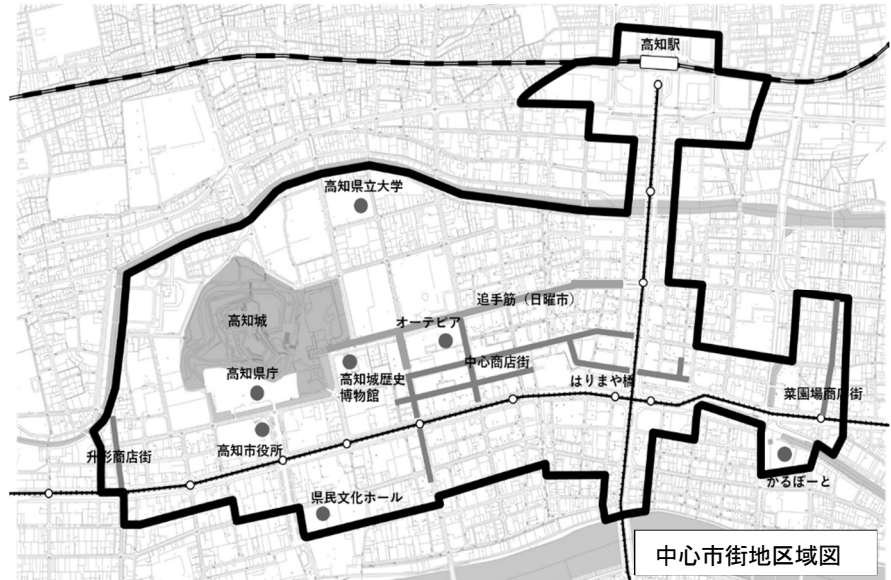 高知駅
高知県立大学
追手筋（日曜市）
高知城
オーテピア
中心商店街
高知県庁
高知城歴史
博物館
はりまや橋
菜園場商店街
高知市役所
升形商店街
かるぽーと
県民文化ホール
中心市街地区域図